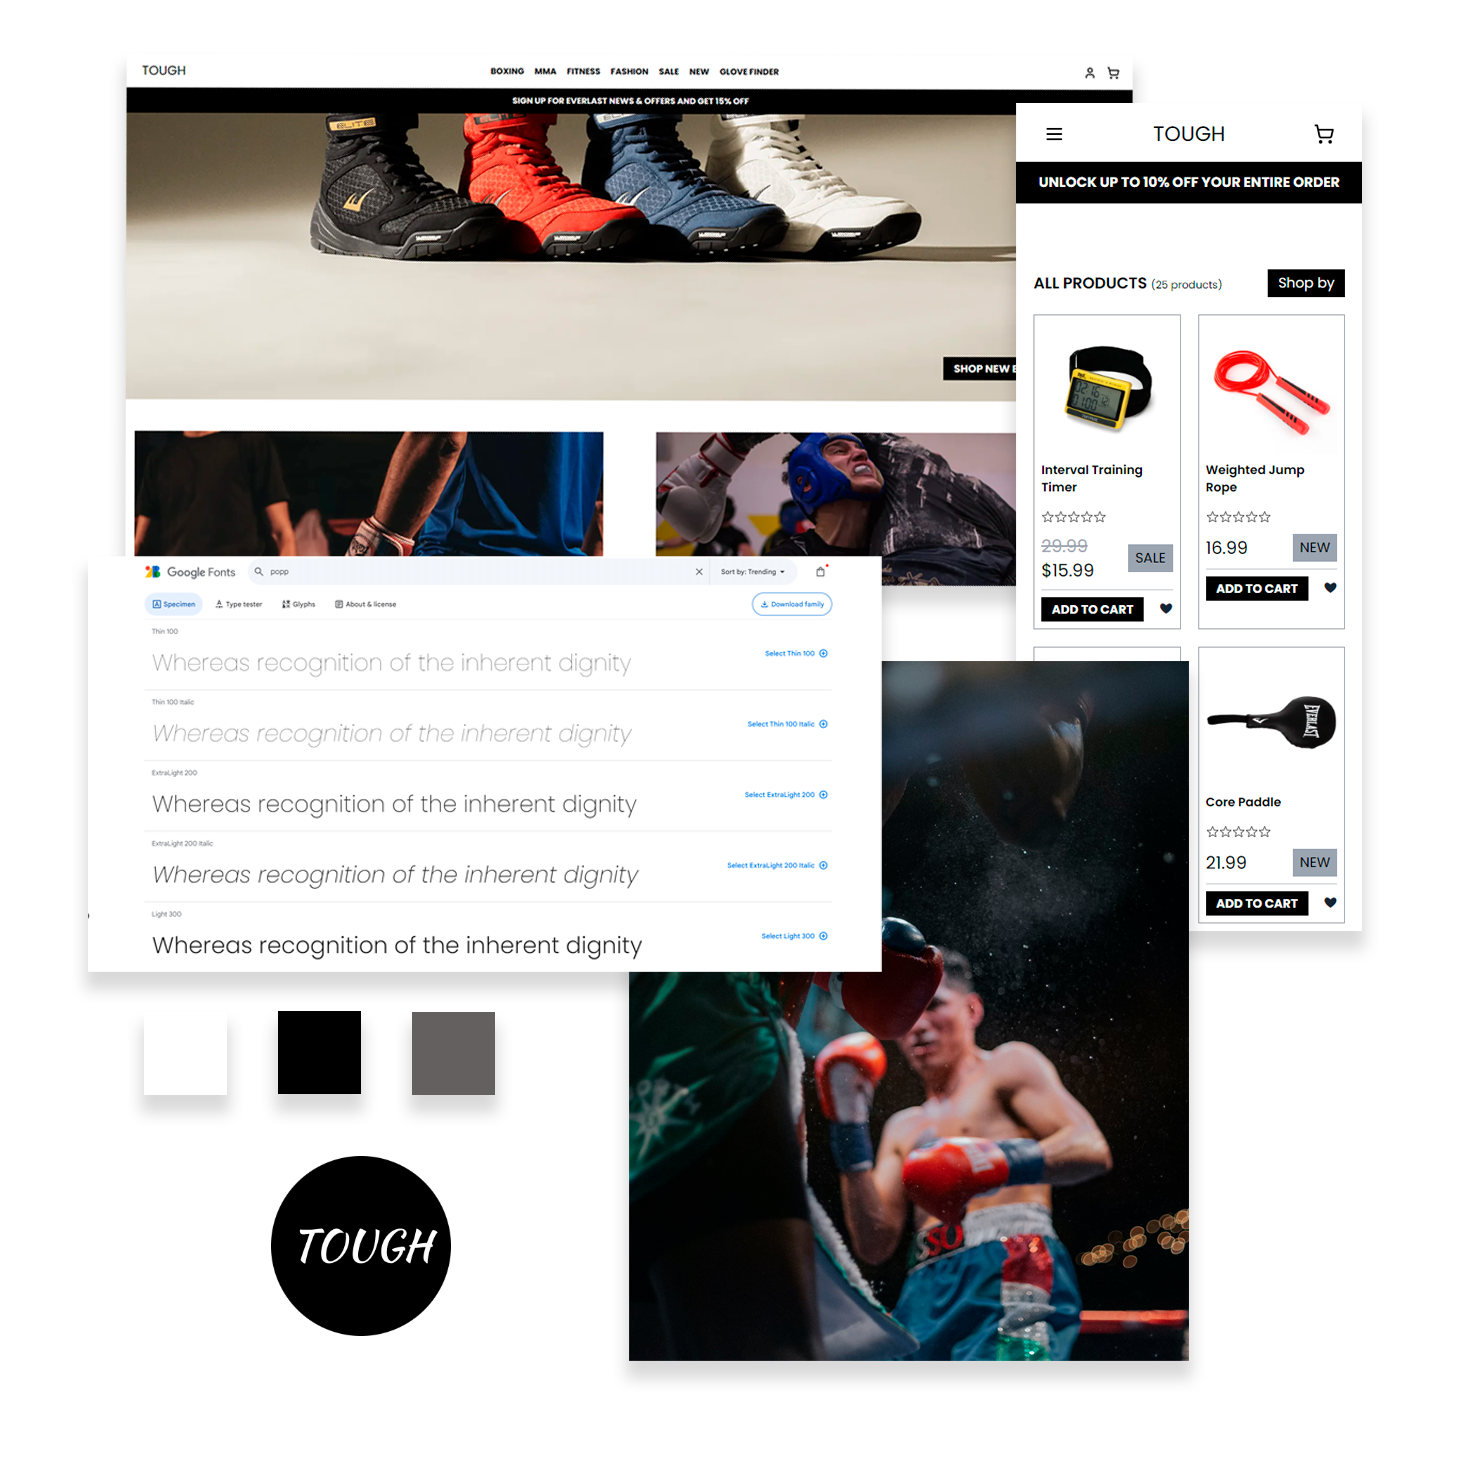 TOUGH
BOXING MMA FITNESS FASHION SALE NEW GLOVE FINDER
SIGN UP FOR EVERLAST NEWS & OFFERS AND GET 15% OFF
ELITE
SHOP NEW
TOUGH
UNLOCK UP TO 10% OFF YOUR ENTIRE ORDER
ALL PRODUCTS (25 products)
Shop by
Interval Training
Timer
29.99
$15.99
SALE
ADD TO CART
Weighted Jump
Rope
16.99
NEW
ADD TO CART
EVERLAST
Core Paddle
21.99
NEW
ADD TO CART
Google Fonts
popp
Sort by: Trending
Specimen
Type tester
Glyphs
About & license
Download family
Thin 100
Whereas recognition of the inherent dignity
Select Thin 100
Thin 100 Italic
Whereas recognition of the inherent dignity
Select Thin 100 Italic
ExtraLight 200
Whereas recognition of the inherent dignity
Select ExtraLight 200
ExtraLight 200 Italic
Whereas recognition of the inherent dignity
Select ExtraLight 200 Italic
Light 300
Whereas recognition of the inherent dignity
Select Light 300
TOUGH